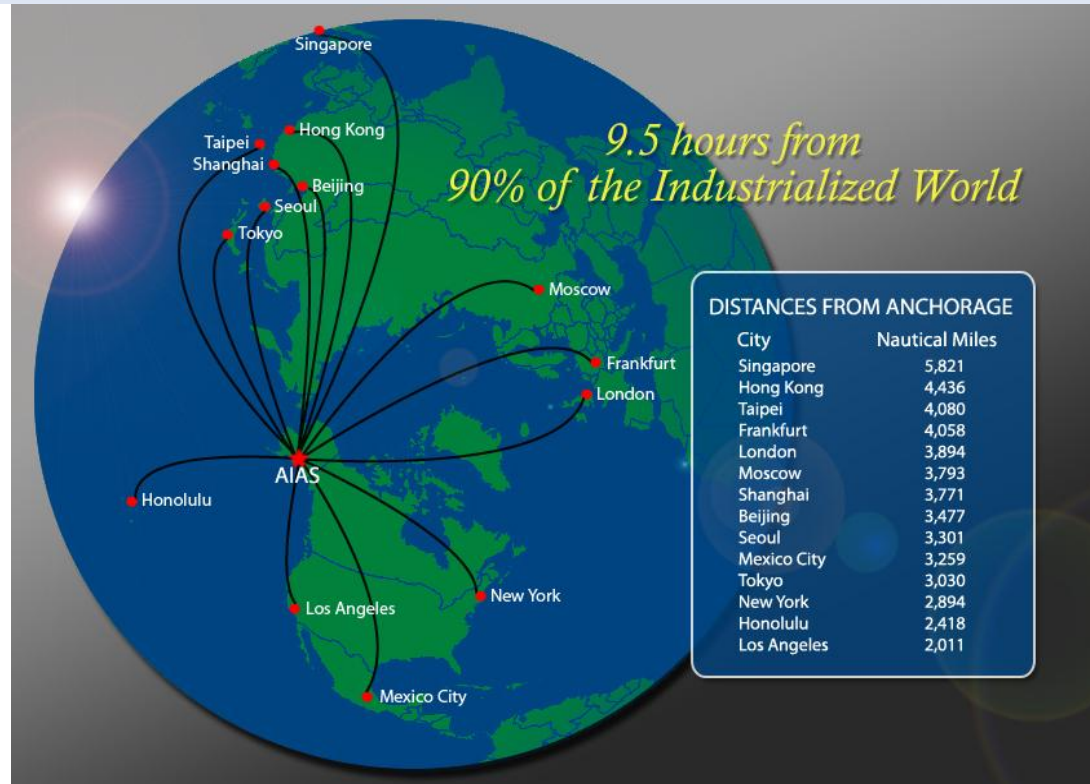 Singapore
Hong Kong
Taipei
Shanghai
Beijing
Seoul
Tokyo
9.5 hours from
90% of the Industrialized World
Moscow
Frankfurt
London
AIAS
Honolulu
Los Angeles
New York
Mexico City
DISTANCES FROM ANCHORAGE
City Nautical Miles
Singapore 5,821
Hong Kong 4,436
Taipei 4,080
Frankfurt 4,058
London 3,894
Moscow 3,793
Shanghai 3,771
Beijing 3,477
Seoul 3,301
Mexico City 3,259
Tokyo 3,030
New York 2,894
Honolulu 2,418
Los Angeles 2,011